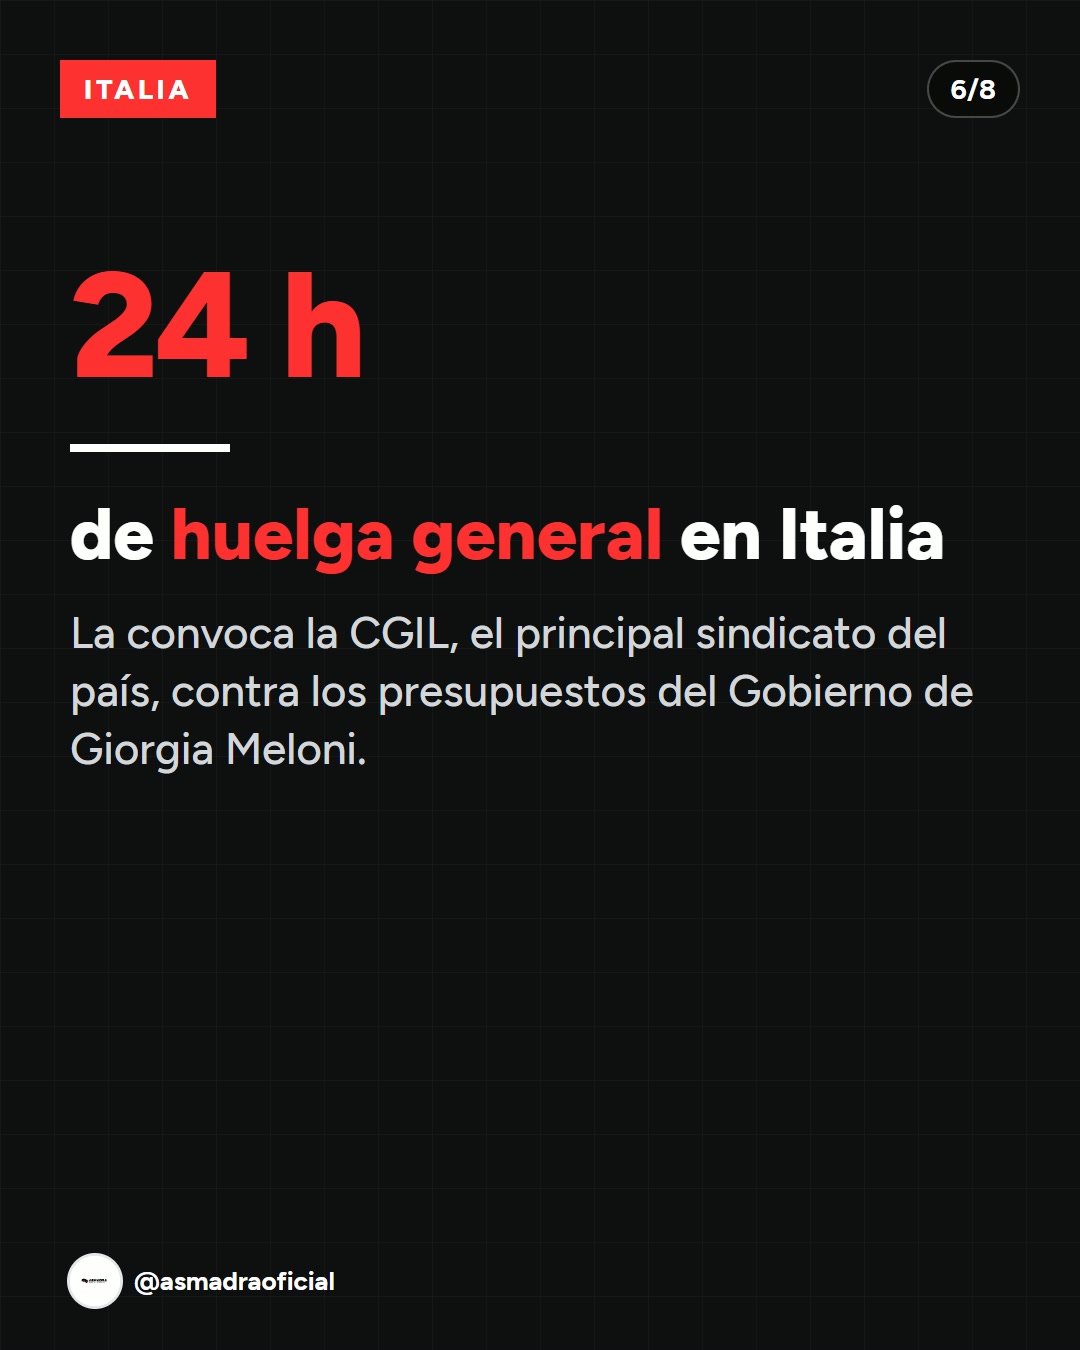 ITALIA
6/8
24 h
de huelga general en Italia
La convoca la CGIL, el principal sindicato del
país, contra los presupuestos del Gobierno de
Giorgia Meloni.
@asmadraoficial